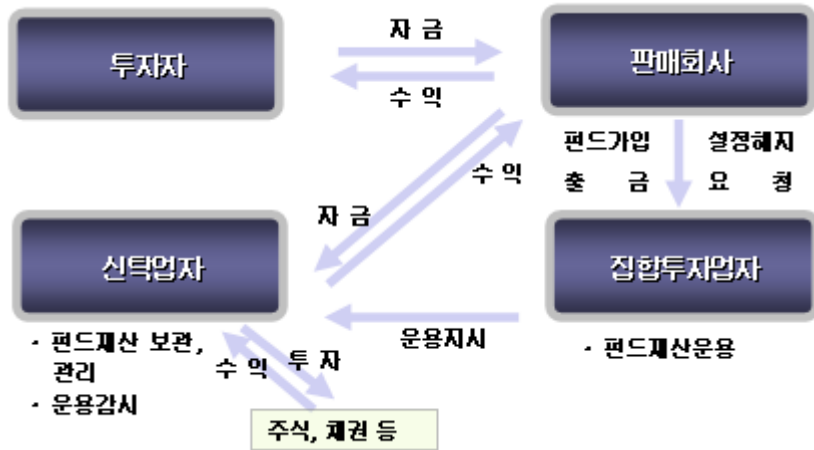 자 금
투자자
판매회사
수 익
펀드가입 설정해지
출 금 요 청
수 익
자 금
신탁업자
집합투자업자
운용지시
· 펀드재산 보관,
관리
· 운용감시
수 익
투 자
· 펀드재산운용
주식, 채권 등